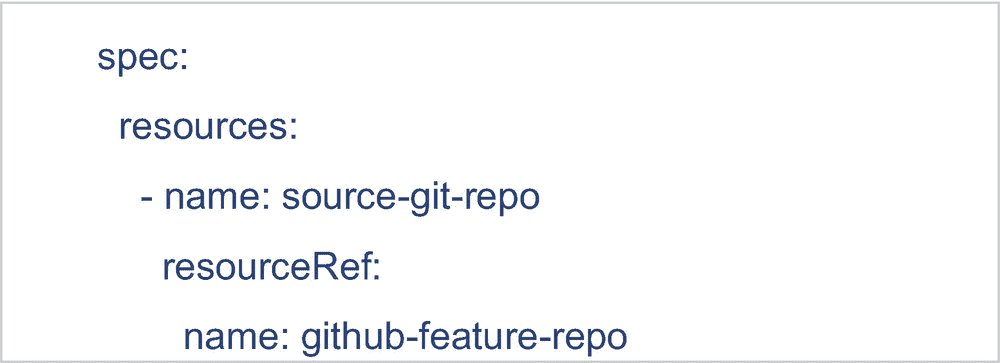 spec:
resources:
- name: source-git-repo
resourceRef:
name: github-feature-repo